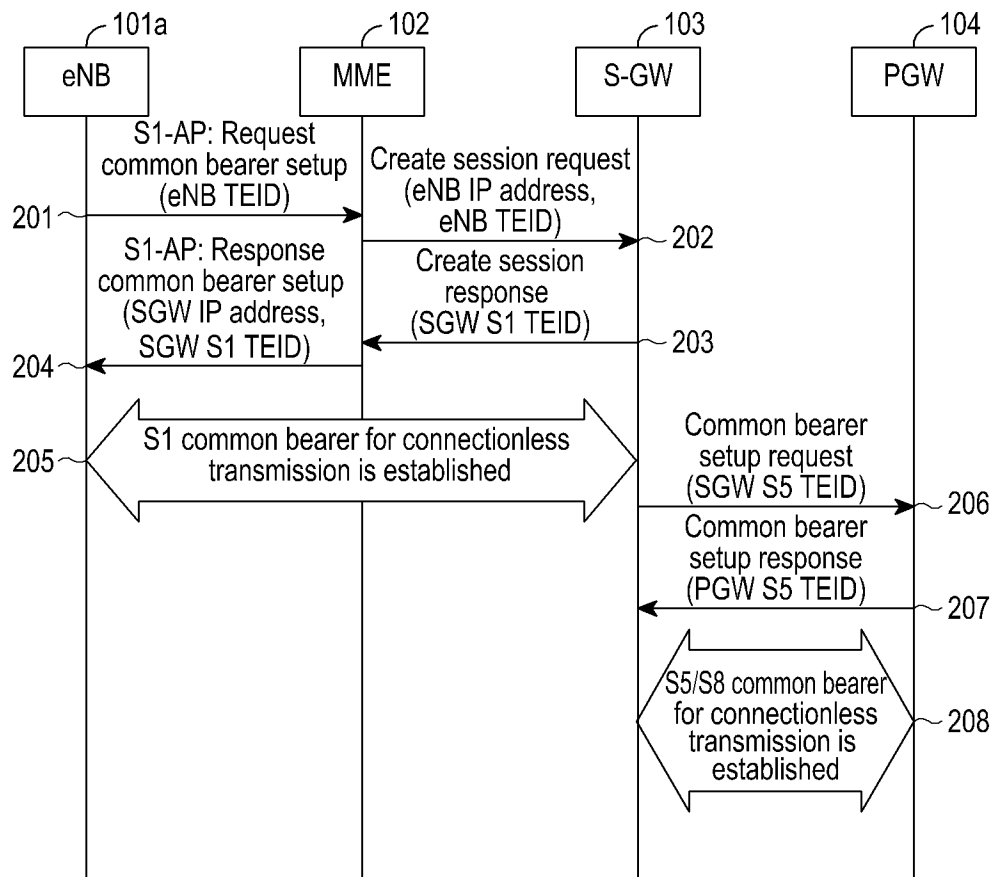 101a
102
103
104
eNB
MME
S-GW
PGW
S1-AP: Request
common bearer setup
(eNB TEID)
201
Create session request
(eNB IP address,
eNB TEID)
202
S1-AP: Response
common bearer setup
(SGW IP address,
SGW S1 TEID)
204
Create session
response
(SGW S1 TEID)
203
205
S1 common bearer for connectionless
transmission is established
Common bearer
setup request
(SGW S5 TEID)
206
Common bearer
setup response
(PGW S5 TEID)
207
S5/S8 common bearer
for connectionless
transmission is
established
208